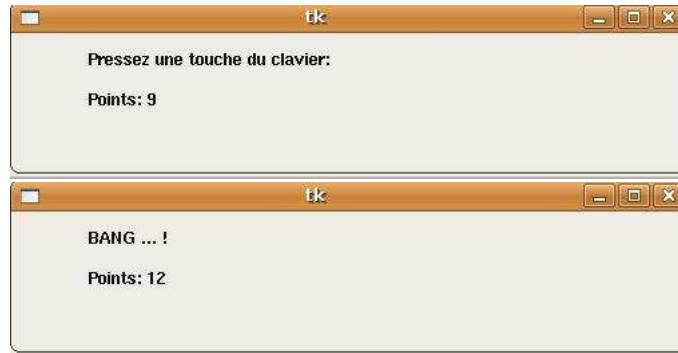 tk
Pressez une touche du clavier:
Points: 9
tk
BANG ... !
Points: 12